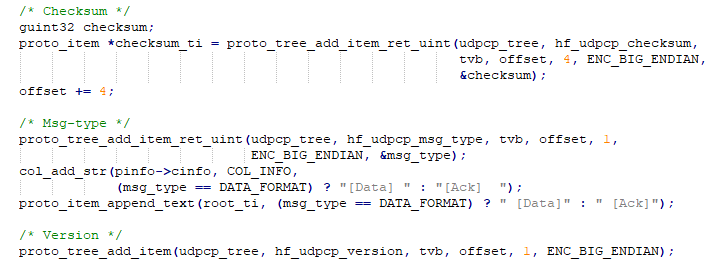 /* Checksum */
guint32 checksum;
proto_item *checksum_ti = proto_tree_add_item_ret_uint(udpcp_tree, hf_udpcp_checksum,
tvb, offset, 4, ENC_BIG_ENDIAN,
&checksum);
offset += 4;
/* Msg-type */
proto_tree_add_item_ret_uint(udpcp_tree, hf_udpcp_msg_type, tvb, offset, 1,
ENC_BIG_ENDIAN, &msg_type);
col_add_str(pinfo->cinfo, COL_INFO,
(msg_type == DATA_FORMAT) ? "[Data] " : "[Ack]  ");
proto_item_append_text(root_ti, (msg_type == DATA_FORMAT) ? " [Data]" : " [Ack]");
/* Version */
proto_tree_add_item(udpcp_tree, hf_udpcp_version, tvb, offset, 1, ENC_BIG_ENDIAN);